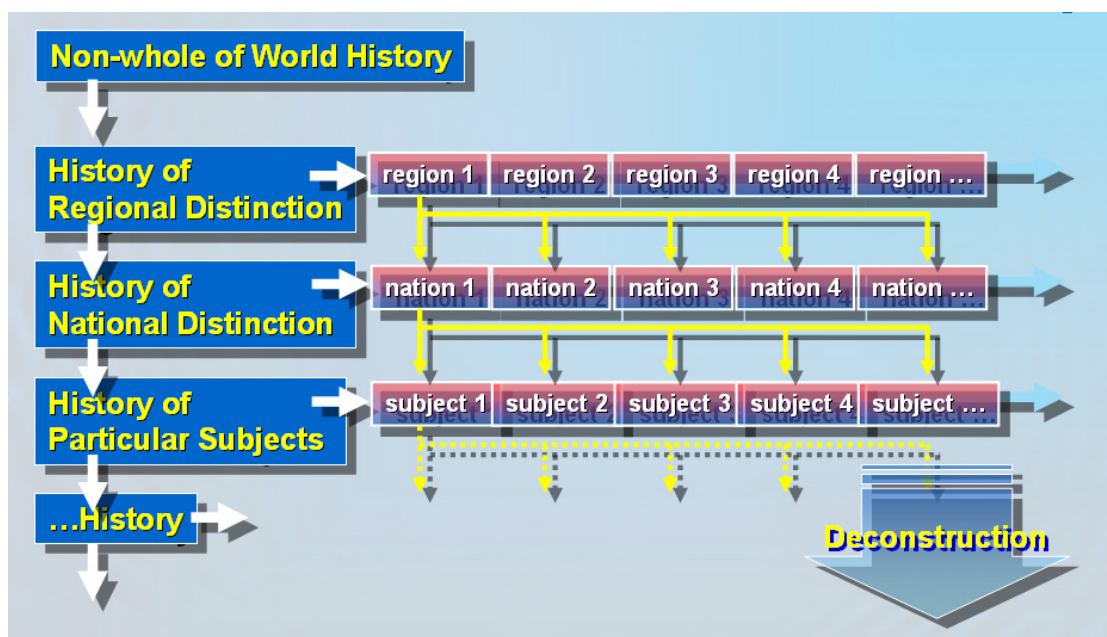 Non-whole of World History
History of
Regional Distinction
region 1 region 2 region 3 region 4 region …
History of
National Distinction
nation 1 nation 2 nation 3 nation 4 nation …
History of
Particular Subjects
subject 1 subject 2 subject 3 subject 4 subject …
…History
Deconstruction